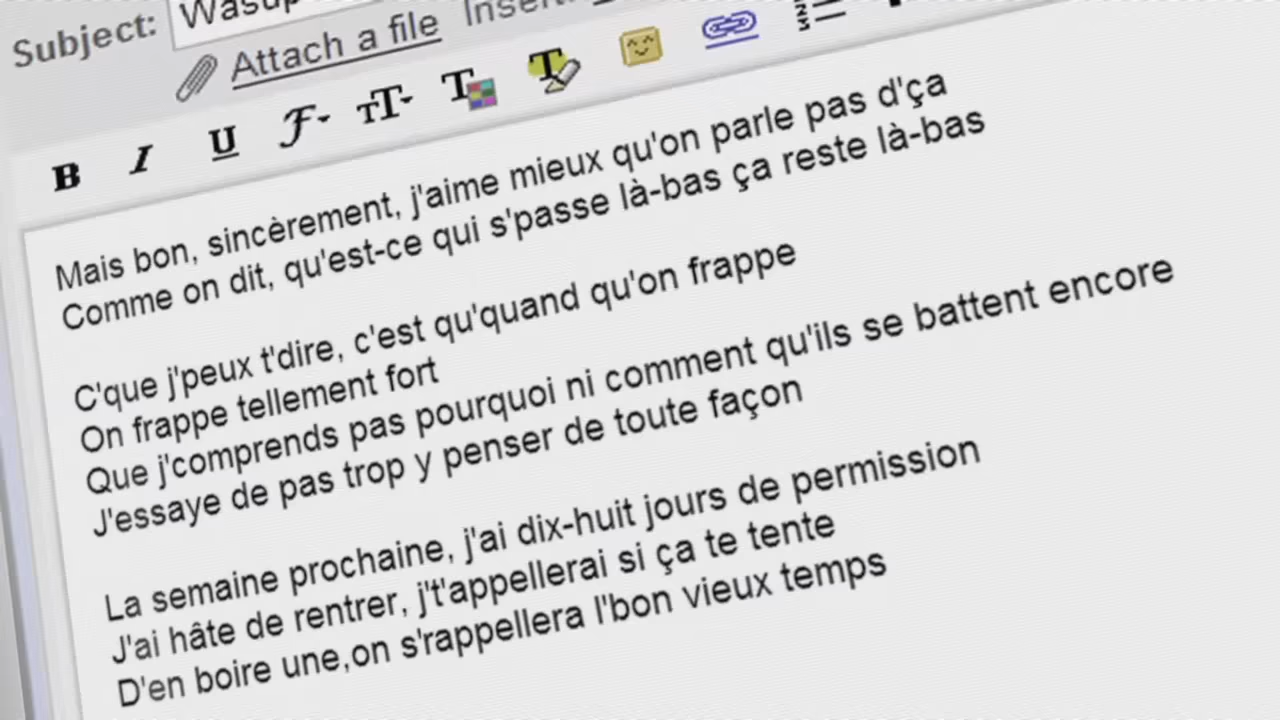 Subject:
Wasup
Attach a file
Insert:
B I U
Mais bon, sincèrement, j'aime mieux qu'on parle pas d'ça
Comme on dit, qu'est-ce qui s'passe là-bas ça reste là-bas
C'que j'peux t'dire, c'est qu'quand qu'on frappe
On frappe tellement fort
Que j'comprends pas pourquoi ni comment qu'ils se battent encore
J'essaye de pas trop y penser de toute façon
La semaine prochaine, j'ai dix-huit jours de permission
J'ai hâte de rentrer, j't'appellerai si ça te tente
D'en boire une,on s'rappellera l'bon vieux temps